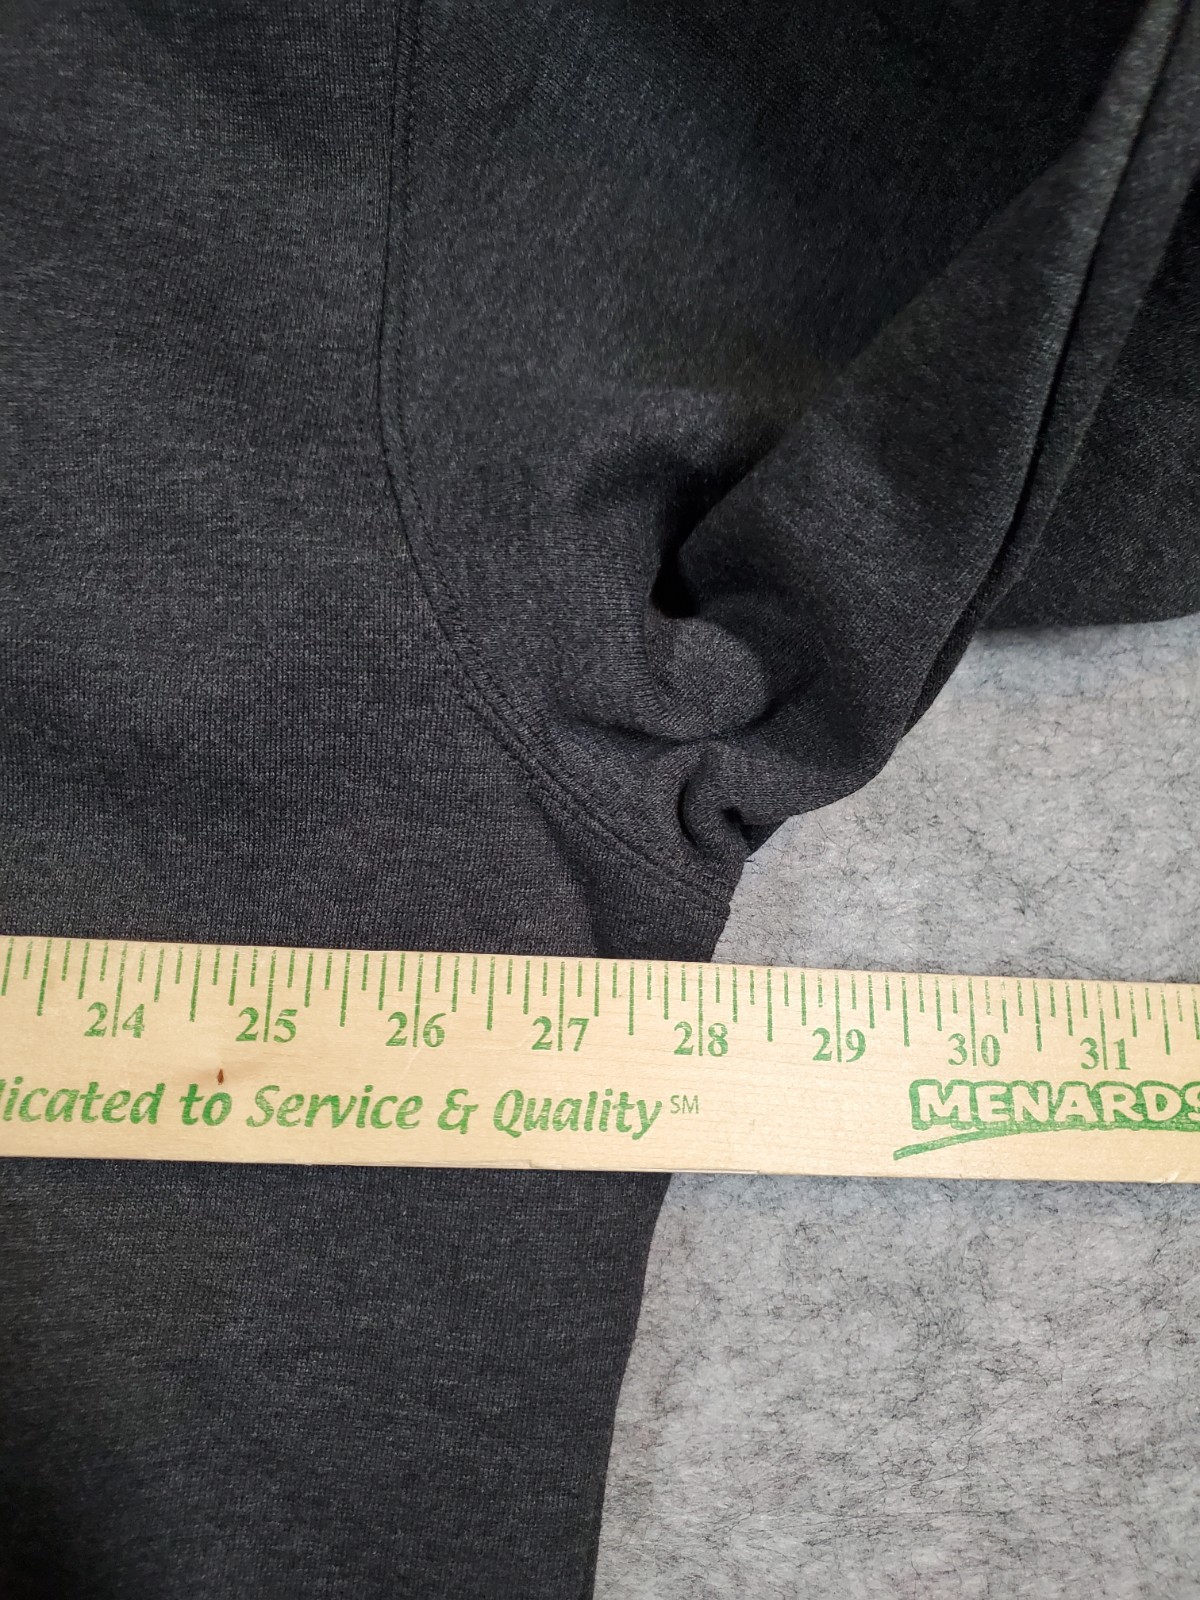 24 25 26 27 28 29 30 31
licated to Service & Quality SM MENARDS